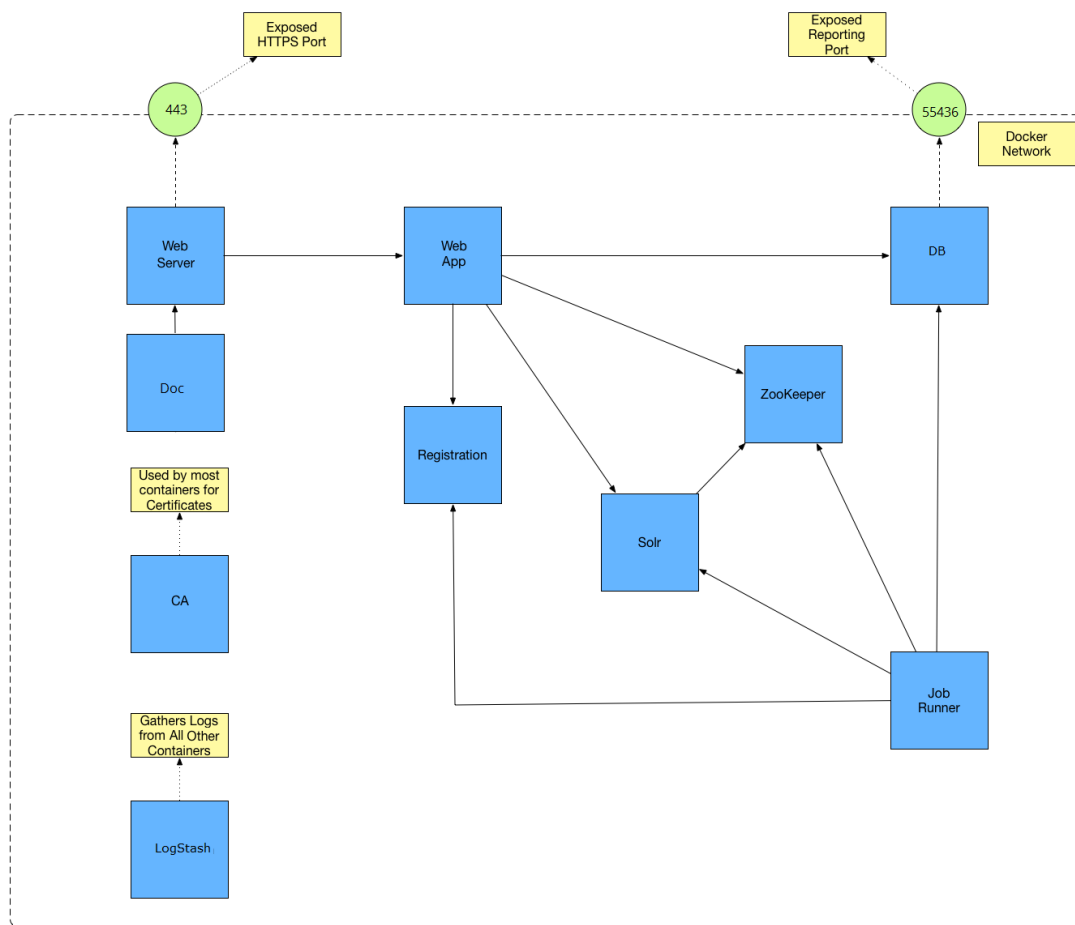 Exposed
HTTPS Port
Exposed
Reporting
Port
443
55436
Docker
Network
Web
Server
Web
App
DB
Doc
ZooKeeper
Registration
Used by most
containers for
Certificates
Solr
CA
Job
Runner
Gathers Logs
from All Other
Containers
LogStash